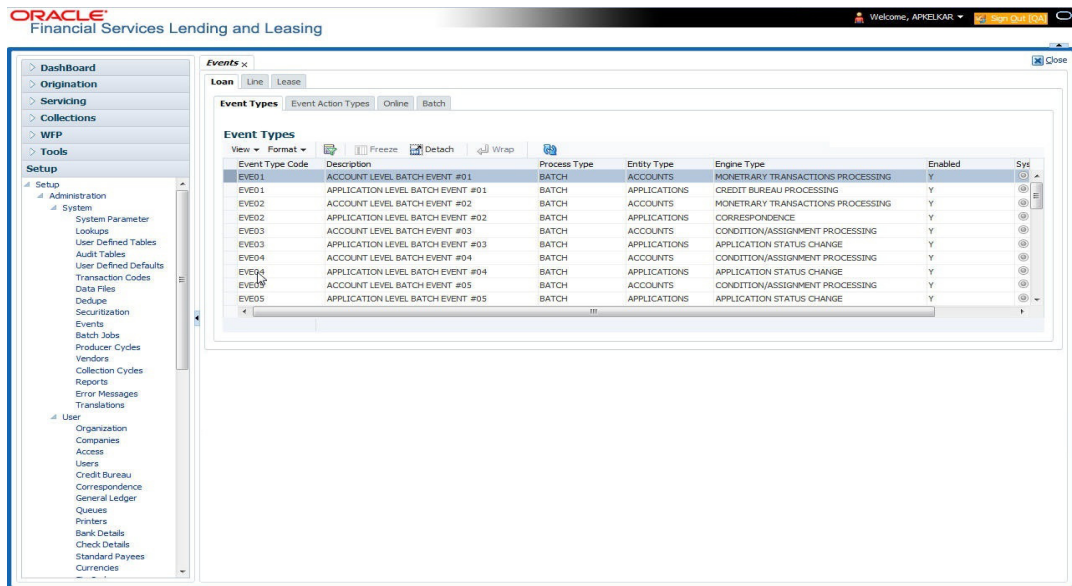 ORACLE
Financial Services Lending and Leasing
Welcome, APKELKAR
Sign Out [QA]
DashBoard
Origination
Servicing
Collections
WFP
Tools
Setup
Setup
Administration
System
System Parameter
Lookups
User Defined Tables
Audit Tables
User Defined Defaults
Transaction Codes
Data Files
Dedupe
Securitization
Events
Batch Jobs
Producer Cycles
Vendors
Collection Cycles
Reports
Error Messages
Translations
User
Organization
Companies
Access
Users
Credit Bureau
Correspondence
General Ledger
Queues
Printers
Bank Details
Check Details
Standard Payees
Currencies
Events
Close
Loan Line Lease
Event Types Event Action Types Online Batch
Event Types
View Format Freeze Detach Wrap
Event Type Code Description Process Type Entity Type Engine Type Enabled Sys
EVE01 ACCOUNT LEVEL BATCH EVENT #01 BATCH ACCOUNTS MONETRARY TRANSACTIONS PROCESSING Y
EVE01 APPLICATION LEVEL BATCH EVENT #01 BATCH APPLICATIONS CREDIT BUREAU PROCESSING Y
EVE02 ACCOUNT LEVEL BATCH EVENT #02 BATCH ACCOUNTS MONETRARY TRANSACTIONS PROCESSING Y
EVE02 APPLICATION LEVEL BATCH EVENT #02 BATCH APPLICATIONS CORRESPONDENCE Y
EVE03 ACCOUNT LEVEL BATCH EVENT #03 BATCH ACCOUNTS CONDITION/ASSIGNMENT PROCESSING Y
EVE03 APPLICATION LEVEL BATCH EVENT #03 BATCH APPLICATIONS APPLICATION STATUS CHANGE Y
EVE04 ACCOUNT LEVEL BATCH EVENT #04 BATCH ACCOUNTS CONDITION/ASSIGNMENT PROCESSING Y
EVE04 APPLICATION LEVEL BATCH EVENT #04 BATCH APPLICATIONS APPLICATION STATUS CHANGE Y
EVE05 ACCOUNT LEVEL BATCH EVENT #05 BATCH ACCOUNTS CONDITION/ASSIGNMENT PROCESSING Y
EVE05 APPLICATION LEVEL BATCH EVENT #05 BATCH APPLICATIONS APPLICATION STATUS CHANGE Y